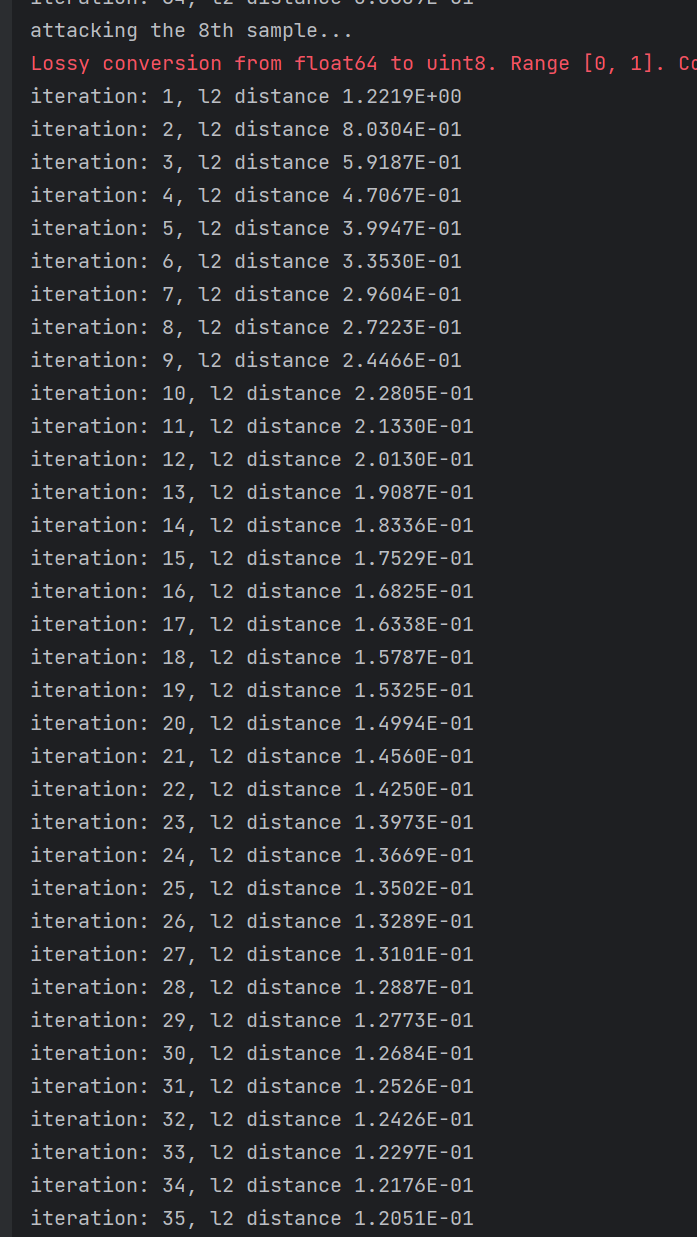 attacking the 8th sample...
Lossy conversion from float64 to uint8. Range [0, 1].
iteration: 1, l2 distance 1.2219E+00
iteration: 2, l2 distance 8.0304E-01
iteration: 3, l2 distance 5.9187E-01
iteration: 4, l2 distance 4.7067E-01
iteration: 5, l2 distance 3.9947E-01
iteration: 6, l2 distance 3.3530E-01
iteration: 7, l2 distance 2.9604E-01
iteration: 8, l2 distance 2.7223E-01
iteration: 9, l2 distance 2.4466E-01
iteration: 10, l2 distance 2.2805E-01
iteration: 11, l2 distance 2.1330E-01
iteration: 12, l2 distance 2.0130E-01
iteration: 13, l2 distance 1.9087E-01
iteration: 14, l2 distance 1.8336E-01
iteration: 15, l2 distance 1.7529E-01
iteration: 16, l2 distance 1.6825E-01
iteration: 17, l2 distance 1.6338E-01
iteration: 18, l2 distance 1.5787E-01
iteration: 19, l2 distance 1.5325E-01
iteration: 20, l2 distance 1.4994E-01
iteration: 21, l2 distance 1.4560E-01
iteration: 22, l2 distance 1.4250E-01
iteration: 23, l2 distance 1.3973E-01
iteration: 24, l2 distance 1.3669E-01
iteration: 25, l2 distance 1.3502E-01
iteration: 26, l2 distance 1.3289E-01
iteration: 27, l2 distance 1.3101E-01
iteration: 28, l2 distance 1.2887E-01
iteration: 29, l2 distance 1.2773E-01
iteration: 30, l2 distance 1.2684E-01
iteration: 31, l2 distance 1.2526E-01
iteration: 32, l2 distance 1.2426E-01
iteration: 33, l2 distance 1.2297E-01
iteration: 34, l2 distance 1.2176E-01
iteration: 35, l2 distance 1.2051E-01